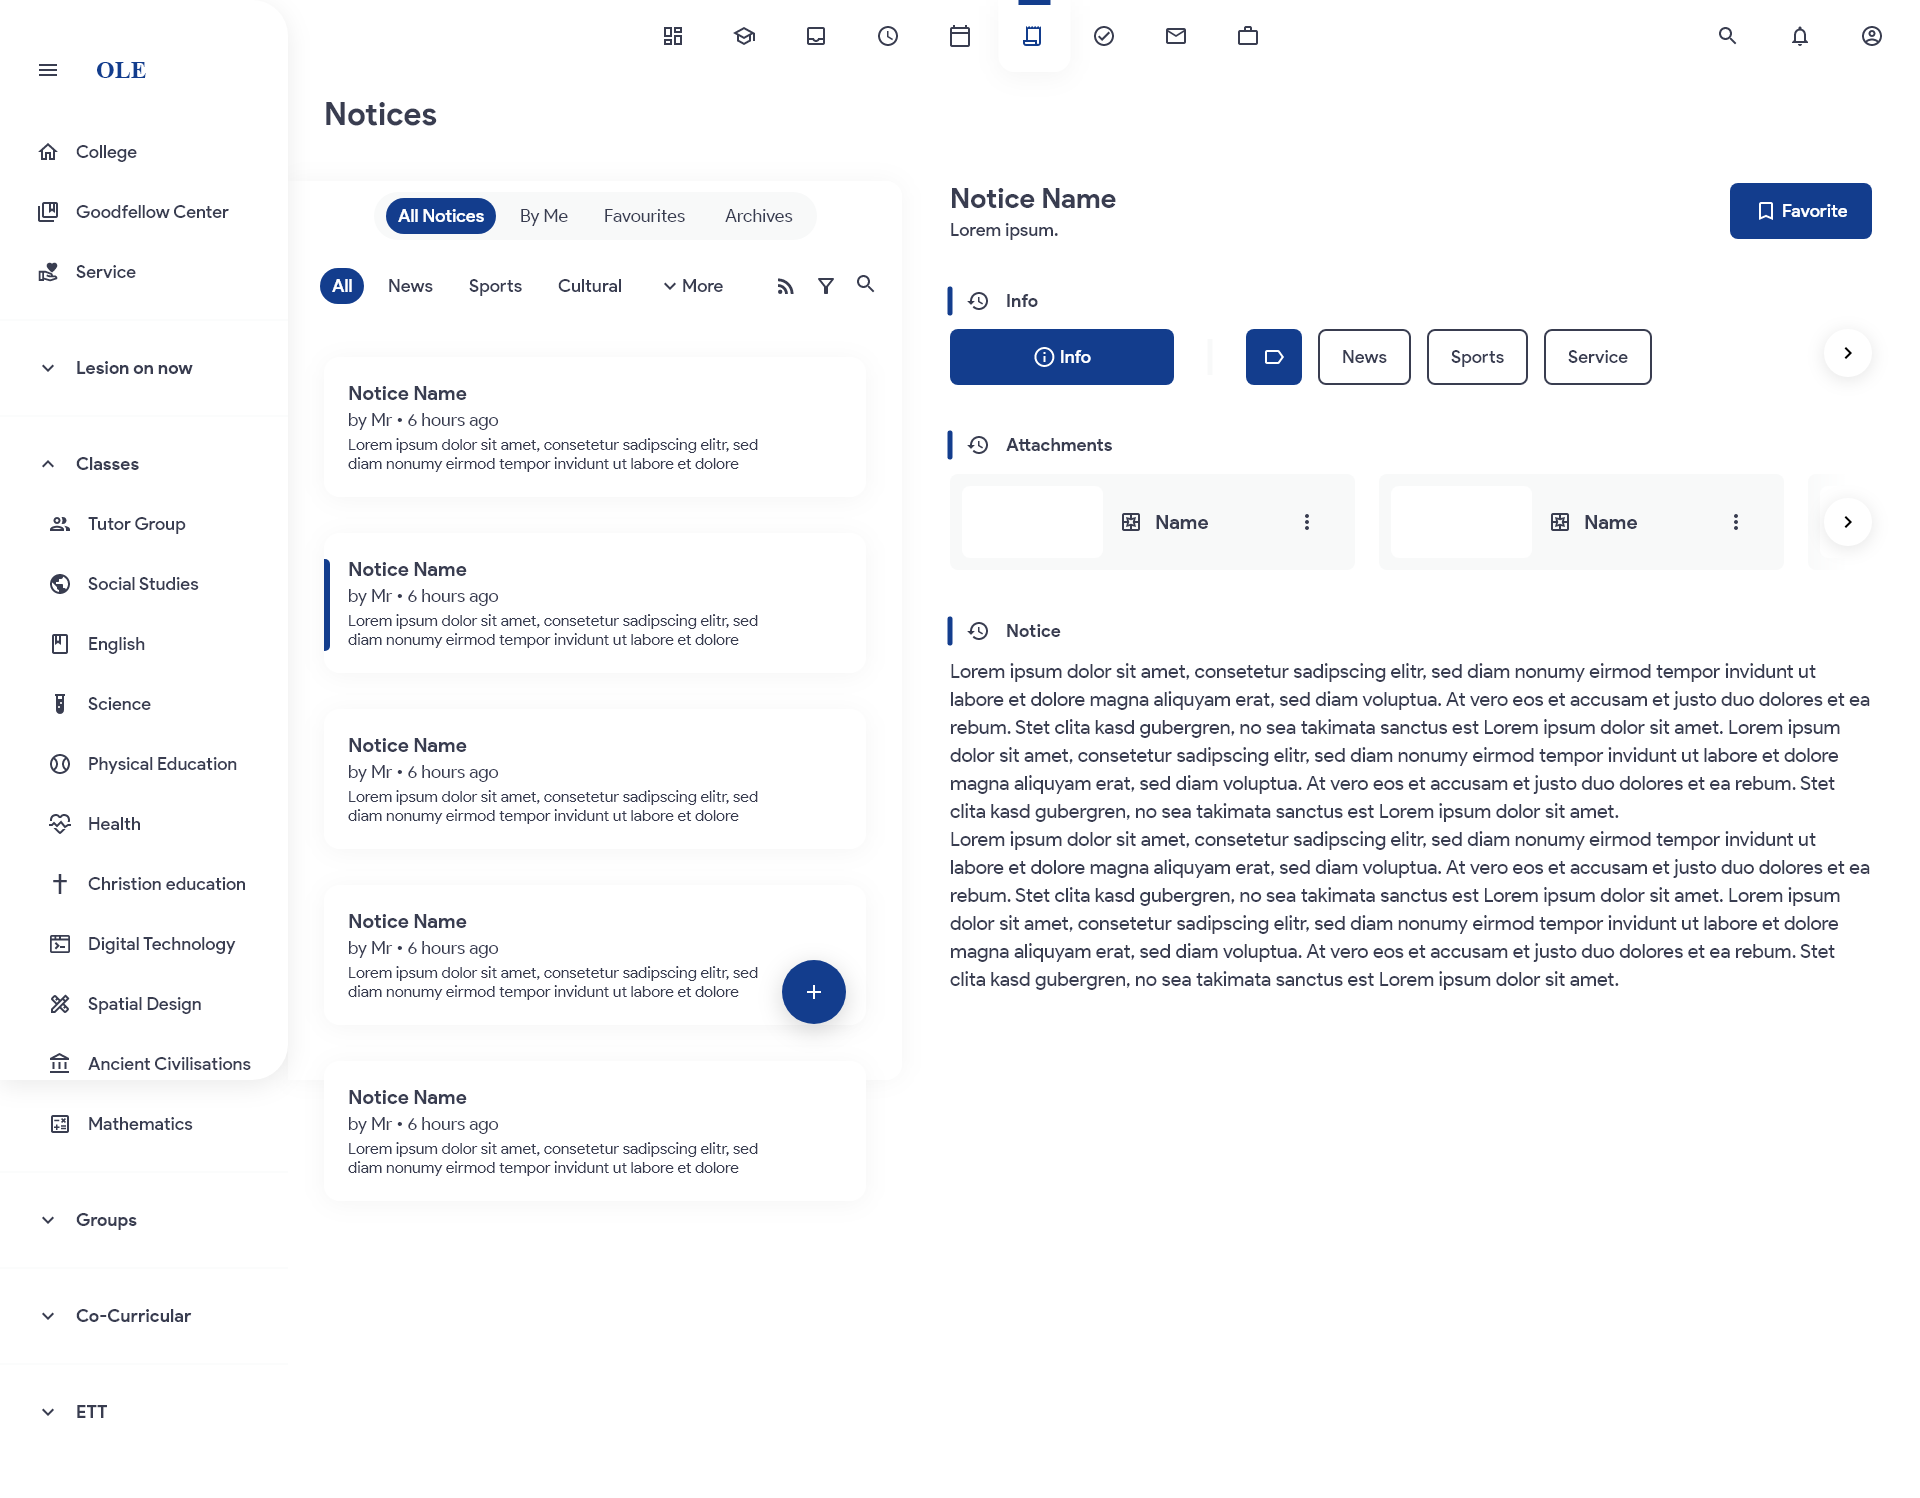 OLE
College
Goodfellow Center
Service
Lesion on now
Classes
Tutor Group
Social Studies
English
Science
Physical Education
Health
Christion education
Digital Technology
Spatial Design
Ancient Civilisations
Mathematics
Groups
Co-Curricular
ETT
Notices
All Notices By Me Favourites Archives
All News Sports Cultural More
Notice Name
by Mr • 6 hours ago
Lorem ipsum dolor sit amet, consetetur sadipscing elitr, sed
diam nonumy eirmod tempor invidunt ut labore et dolore
Notice Name
by Mr • 6 hours ago
Lorem ipsum dolor sit amet, consetetur sadipscing elitr, sed
diam nonumy eirmod tempor invidunt ut labore et dolore
Notice Name
by Mr • 6 hours ago
Lorem ipsum dolor sit amet, consetetur sadipscing elitr, sed
diam nonumy eirmod tempor invidunt ut labore et dolore
Notice Name
by Mr • 6 hours ago
Lorem ipsum dolor sit amet, consetetur sadipscing elitr, sed
diam nonumy eirmod tempor invidunt ut labore et dolore
Notice Name
by Mr • 6 hours ago
Lorem ipsum dolor sit amet, consetetur sadipscing elitr, sed
diam nonumy eirmod tempor invidunt ut labore et dolore
Notice Name
Lorem ipsum.
Favorite
Info
Info News Sports Service
Attachments
Name Name
Notice
Lorem ipsum dolor sit amet, consetetur sadipscing elitr, sed diam nonumy eirmod tempor invidunt ut
labore et dolore magna aliquyam erat, sed diam voluptua. At vero eos et accusam et justo duo dolores et ea
rebum. Stet clita kasd gubergren, no sea takimata sanctus est Lorem ipsum dolor sit amet. Lorem ipsum
dolor sit amet, consetetur sadipscing elitr, sed diam nonumy eirmod tempor invidunt ut labore et dolore
magna aliquyam erat, sed diam voluptua. At vero eos et accusam et justo duo dolores et ea rebum. Stet
clita kasd gubergren, no sea takimata sanctus est Lorem ipsum dolor sit amet.
Lorem ipsum dolor sit amet, consetetur sadipscing elitr, sed diam nonumy eirmod tempor invidunt ut
labore et dolore magna aliquyam erat, sed diam voluptua. At vero eos et accusam et justo duo dolores et ea
rebum. Stet clita kasd gubergren, no sea takimata sanctus est Lorem ipsum dolor sit amet. Lorem ipsum
dolor sit amet, consetetur sadipscing elitr, sed diam nonumy eirmod tempor invidunt ut labore et dolore
magna aliquyam erat, sed diam voluptua. At vero eos et accusam et justo duo dolores et ea rebum. Stet
clita kasd gubergren, no sea takimata sanctus est Lorem ipsum dolor sit amet.